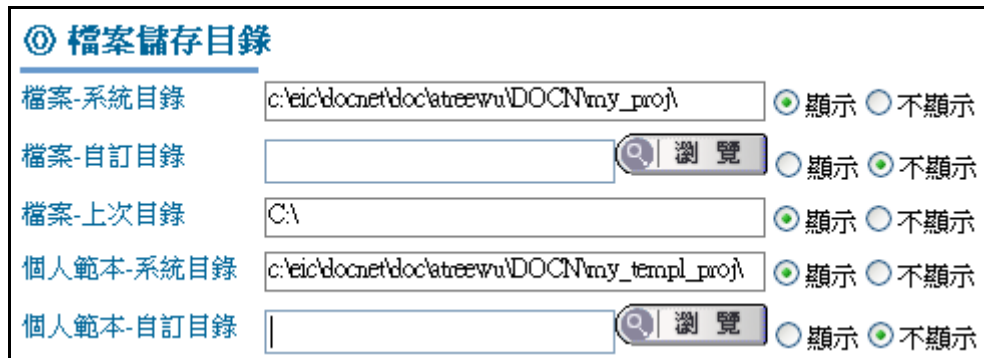 檔案儲存目錄
檔案-系統目錄 c:\eic\docnet\doc\atreewu\DOCN\my_proj\ 顯示 不顯示
檔案-自訂目錄 瀏覽 顯示 不顯示
檔案-上次目錄 C:\ 顯示 不顯示
個人範本-系統目錄 c:\eic\docnet\doc\atreewu\DOCN\my_templ_proj\ 顯示 不顯示
個人範本-自訂目錄 瀏覽 顯示 不顯示